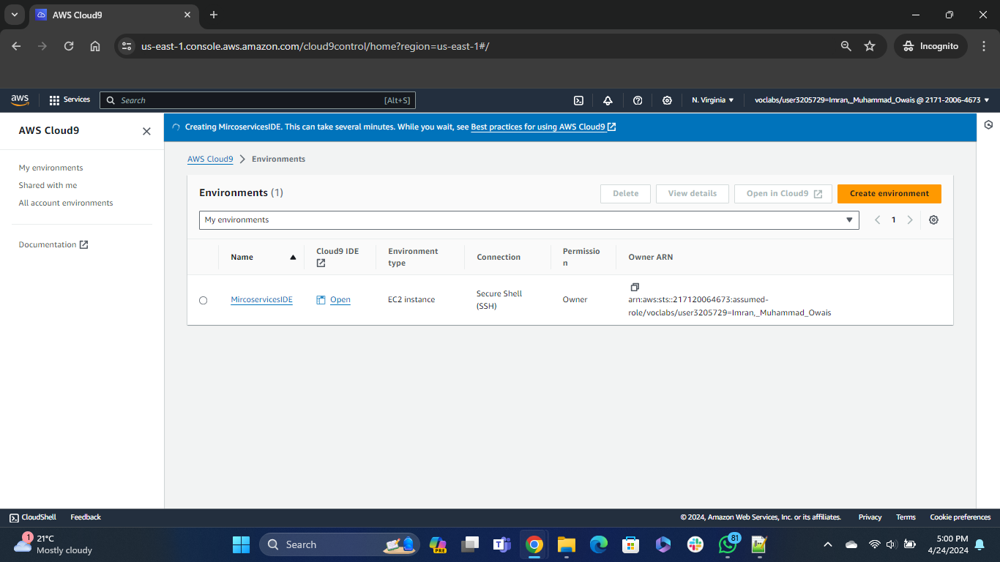 AWS Cloud9
us-east-1.console.aws.amazon.com/cloud9control/home?region=us-east-1#/
Incognito
aws
Services
Search
[Alt+S]
N. Virginia
voclabs/user3205729=Imran,_Muhammad_Owais @ 2171-2006-4673
AWS Cloud9
My environments
Shared with me
All account environments
Documentation
Creating MircoservicesIDE. This can take several minutes. While you wait, see Best practices for using AWS Cloud9
AWS Cloud9
Environments
Environments (1)
Delete
View details
Open in Cloud9
Create environment
My environments
1
Name
Cloud9 IDE
Environment
type
Connection
Permissio
n
Owner ARN
MircoservicesIDE
Open
EC2 instance
Secure Shell
(SSH)
Owner
arn:aws:sts::217120064673:assumed-
role/voclabs/user3205729=Imran,_Muhammad_Owais
CloudShell
Feedback
© 2024, Amazon Web Services, Inc. or its affiliates.
Privacy
Terms
Cookie preferences
1
21°C
Mostly cloudy
Search
PRE
81
5:00 PM
4/24/2024